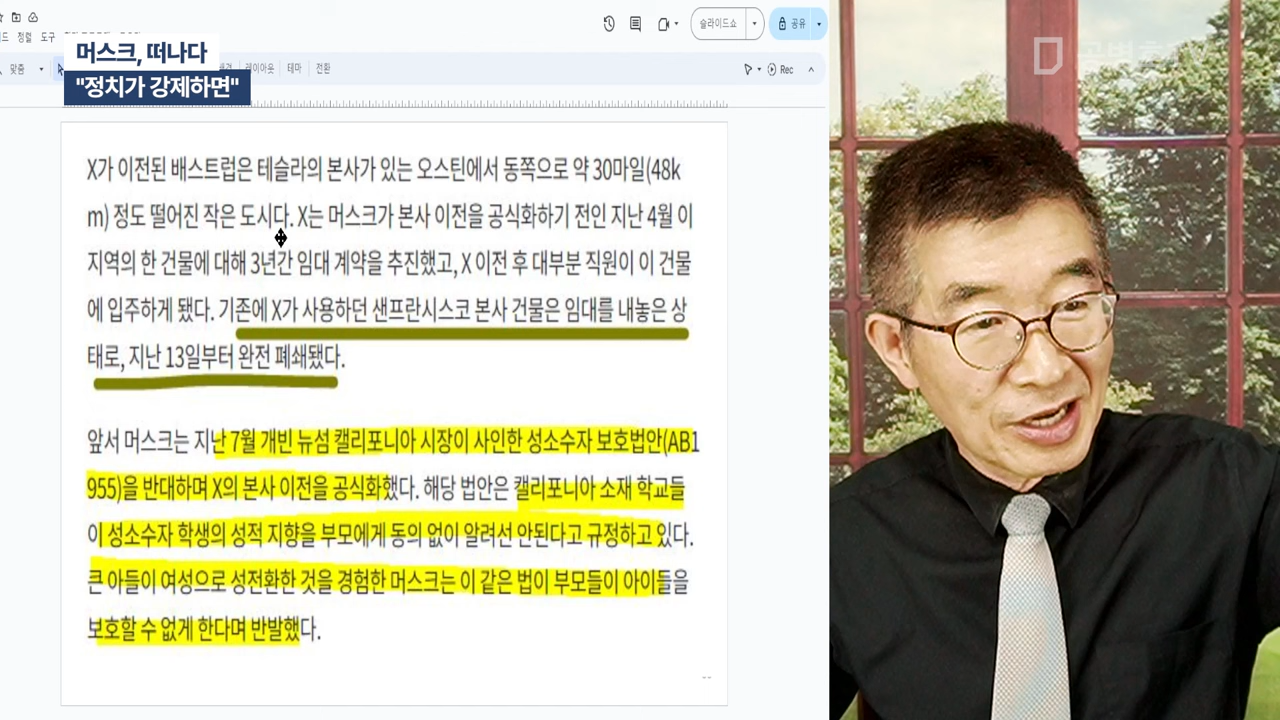 머스크, 떠나다
"정치가 강제하면"
정렬 도구
맞춤
레이아웃 테마 전환
슬라이드쇼
공유
Rec
공병호TV
X가 이전된 배스트럽은 테슬라의 본사가 있는 오스틴에서 동쪽으로 약 30마일(48k
m) 정도 떨어진 작은 도시다. X는 머스크가 본사 이전을 공식화하기 전인 지난 4월 이
지역의 한 건물에 대해 3년간 임대 계약을 추진했고, X 이전 후 대부분 직원이 이 건물
에 입주하게 됐다. 기존에 X가 사용하던 샌프란시스코 본사 건물은 임대를 내놓은 상
태로, 지난 13일부터 완전 폐쇄됐다.
앞서 머스크는 지난 7월 개빈 뉴섬 캘리포니아 시장이 사인한 성소수자 보호법안(AB1
955)을 반대하며 X의 본사 이전을 공식화했다. 해당 법안은 캘리포니아 소재 학교들
이 성소수자 학생의 성적 지향을 부모에게 동의 없이 알려선 안된다고 규정하고 있다.
큰 아들이 여성으로 성전환한 것을 경험한 머스크는 이 같은 법이 부모들이 아이들을
보호할 수 없게 한다며 반발했다.